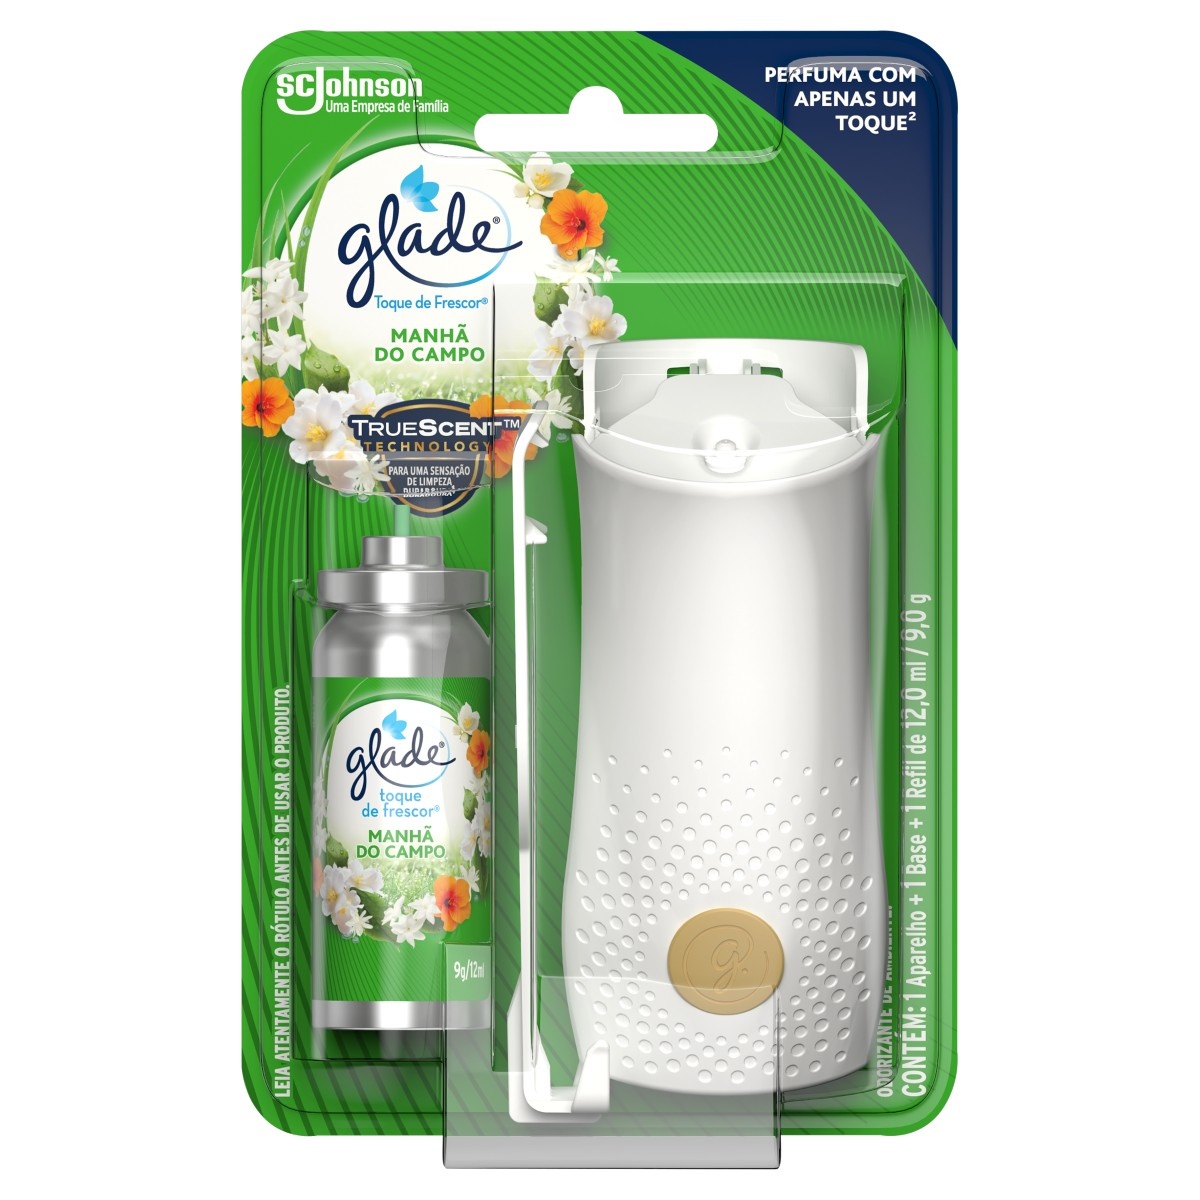 SC Johnson
Uma Empresa de Família
PERFUMA COM
APENAS UM
TOQUE²
glade®
Toque de Frescor®
MANHÃ
DO CAMPO
TRUESCENT™
TECHNOLOGY
PARA UMA SENSAÇÃO
DE LIMPEZA
DURADOURA
glade®
toque
de frescor®
MANHÃ
DO CAMPO
9g/12ml
g.
LEIA ATENTAMENTE O RÓTULO ANTES DE USAR O PRODUTO.
ODORIZANTE DE AMBIENTE.
CONTÉM: 1 Aparelho + 1 Base + 1 Refil de 12,0 ml / 9,0 g